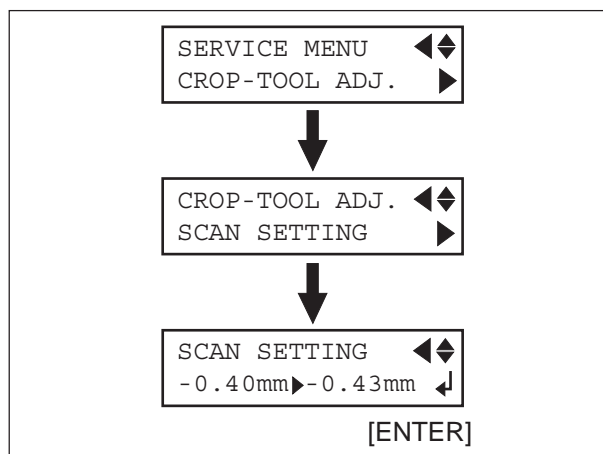 SERVICE MENU
CROP-TOOL ADJ.
CROP-TOOL ADJ.
SCAN SETTING
SCAN SETTING
-0.40mm▶-0.43mm
[ENTER]